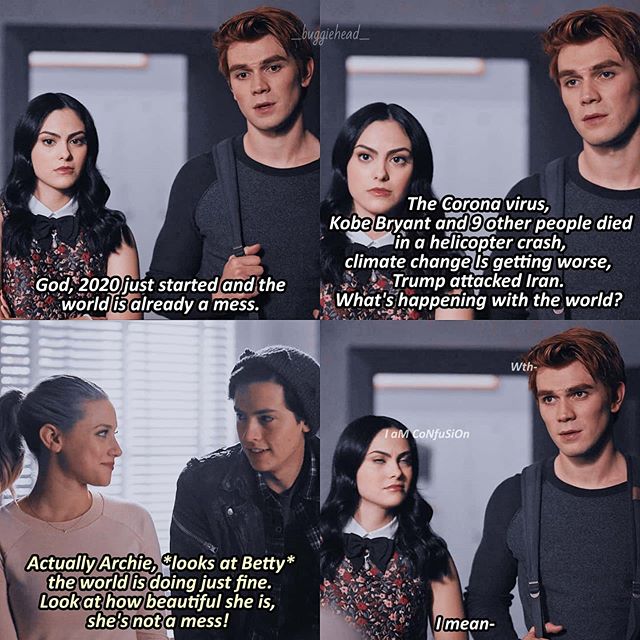 _buggiehead_
God, 2020 just started and the
world is already a mess.
The Corona virus,
Kobe Bryant and 9 other people died
in a helicopter crash,
climate change Is getting worse,
Trump attacked Iran.
What's happening with the world?
Actually Archie, *looks at Betty*
the world is doing just fine.
Look at how beautiful she is,
she's not a mess!
Wth-
I aM CoNfuSiOn
I mean-